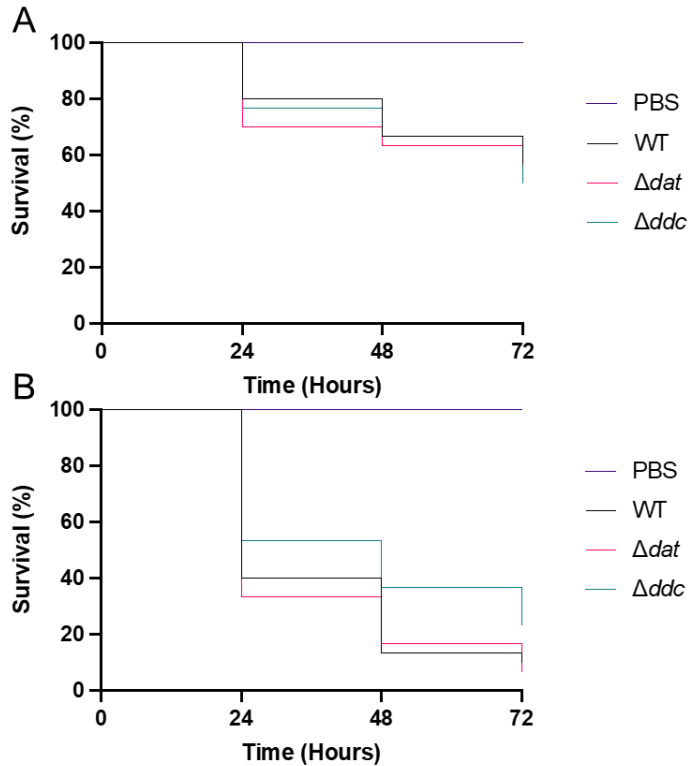 A
100
80
60
40
20
0
Survival (%)
0 24 48 72
Time (Hours)
PBS
WT
Δdat
Δddc
B
100
80
60
40
20
0
Survival (%)
0 24 48 72
Time (Hours)
PBS
WT
Δdat
Δddc